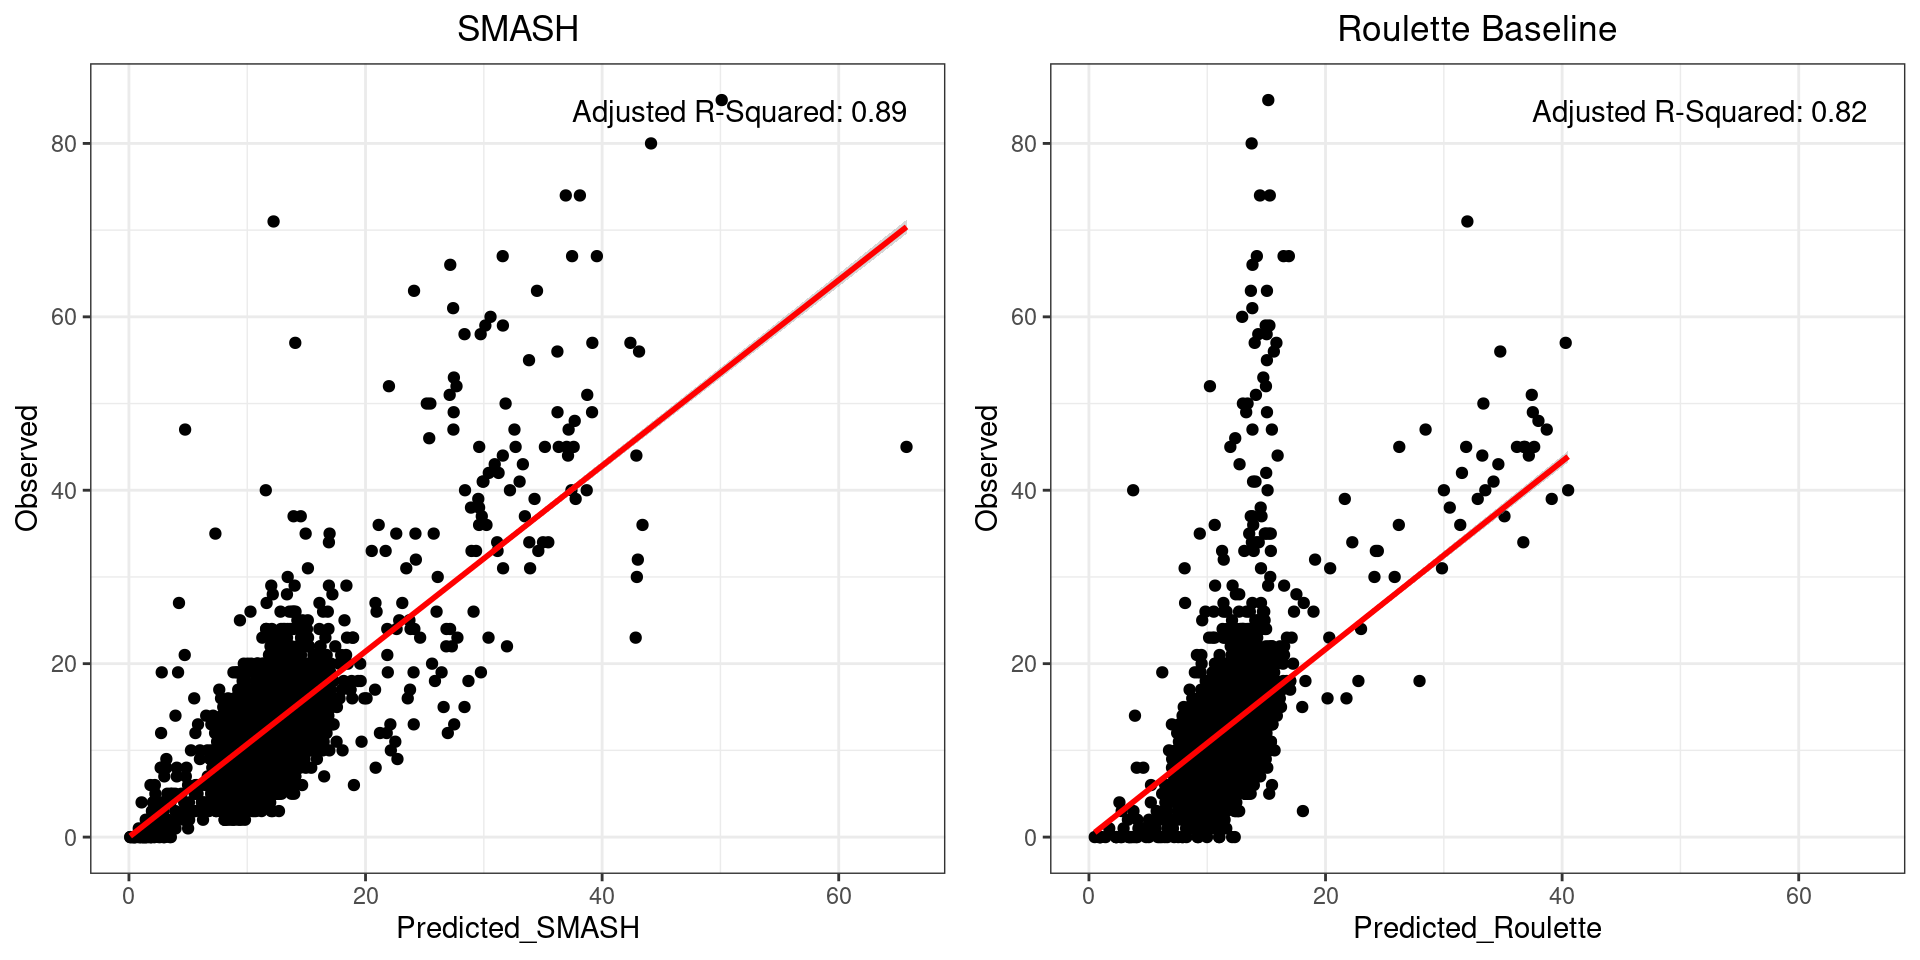 SMASH
Adjusted R-Squared: 0.89
80
60
40
20
0
Observed
0 20 40 60
Predicted_SMASH
Roulette Baseline
Adjusted R-Squared: 0.82
80
60
40
20
0
Observed
0 20 40 60
Predicted_Roulette